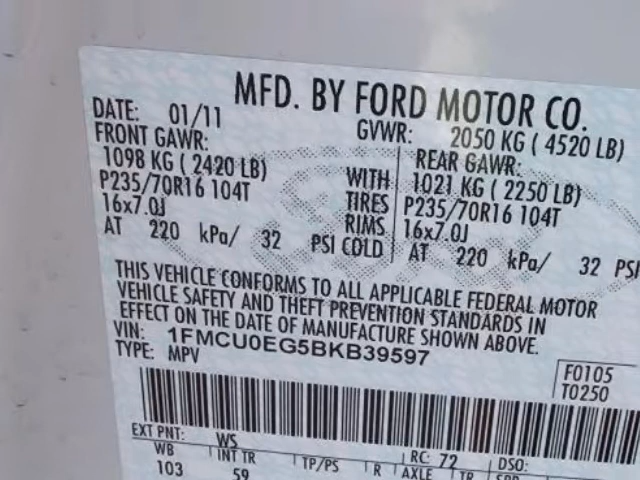 MFD. BY FORD MOTOR CO.
DATE: 01/11 GVWR: 2050 KG ( 4520 LB)
FRONT GAWR: REAR GAWR:
1098 KG ( 2420 LB) WITH 1021 KG ( 2250 LB)
P235/70R16 104T TIRES P235/70R16 104T
16x7.0J RIMS 16x7.0J
AT 220 kPa/ 32 PSI COLD AT 220 kPa/ 32 PSI
THIS VEHICLE CONFORMS TO ALL APPLICABLE FEDERAL MOTOR
VEHICLE SAFETY AND THEFT PREVENTION STANDARDS IN
EFFECT ON THE DATE OF MANUFACTURE SHOWN ABOVE.
VIN: 1FMCU0EG5BKB39597
TYPE: MPV
F0105
T0250
EXT PNT: WS RC: 72 DSO:
WB INT TR TP/PS R AXLE TR SPR
103 59